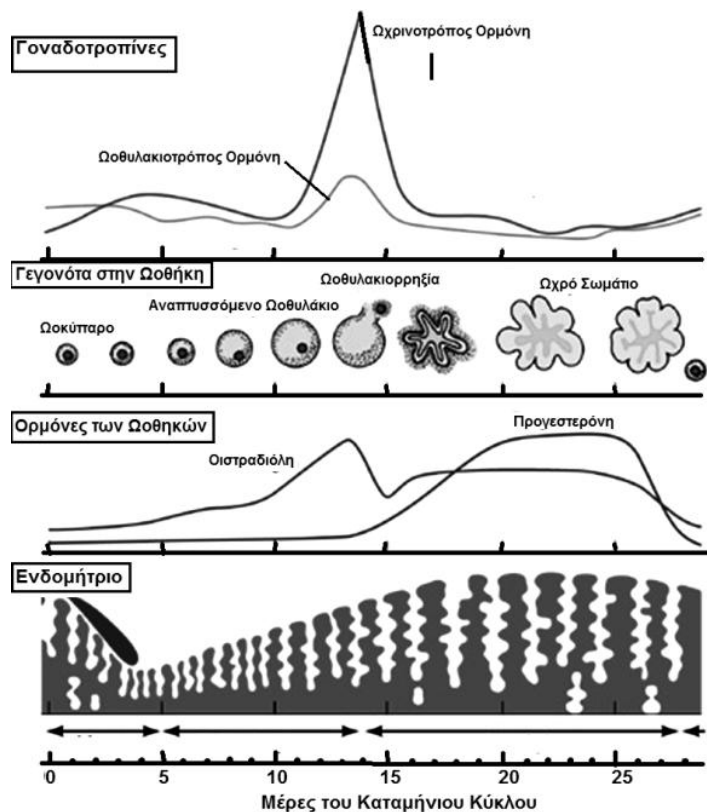 Γοναδοτροπίνες
Ωχρινοτρόπος Ορμόνη
Ωοθυλακιοτρόπος Ορμόνη
Γεγονότα στην Ωοθήκη
Ωοθυλακιορρηξία
Ωχρό Σωμάτιο
Αναπτυσσόμενο Ωοθυλάκιο
Ωοκύπαρο
Ορμόνες των Ωοθηκών
Προγεστερόνη
Οιστραδιόλη
Ενδομήτριο
0 5 10 15 20 25
Μέρες του Καταμήνιου Κύκλου